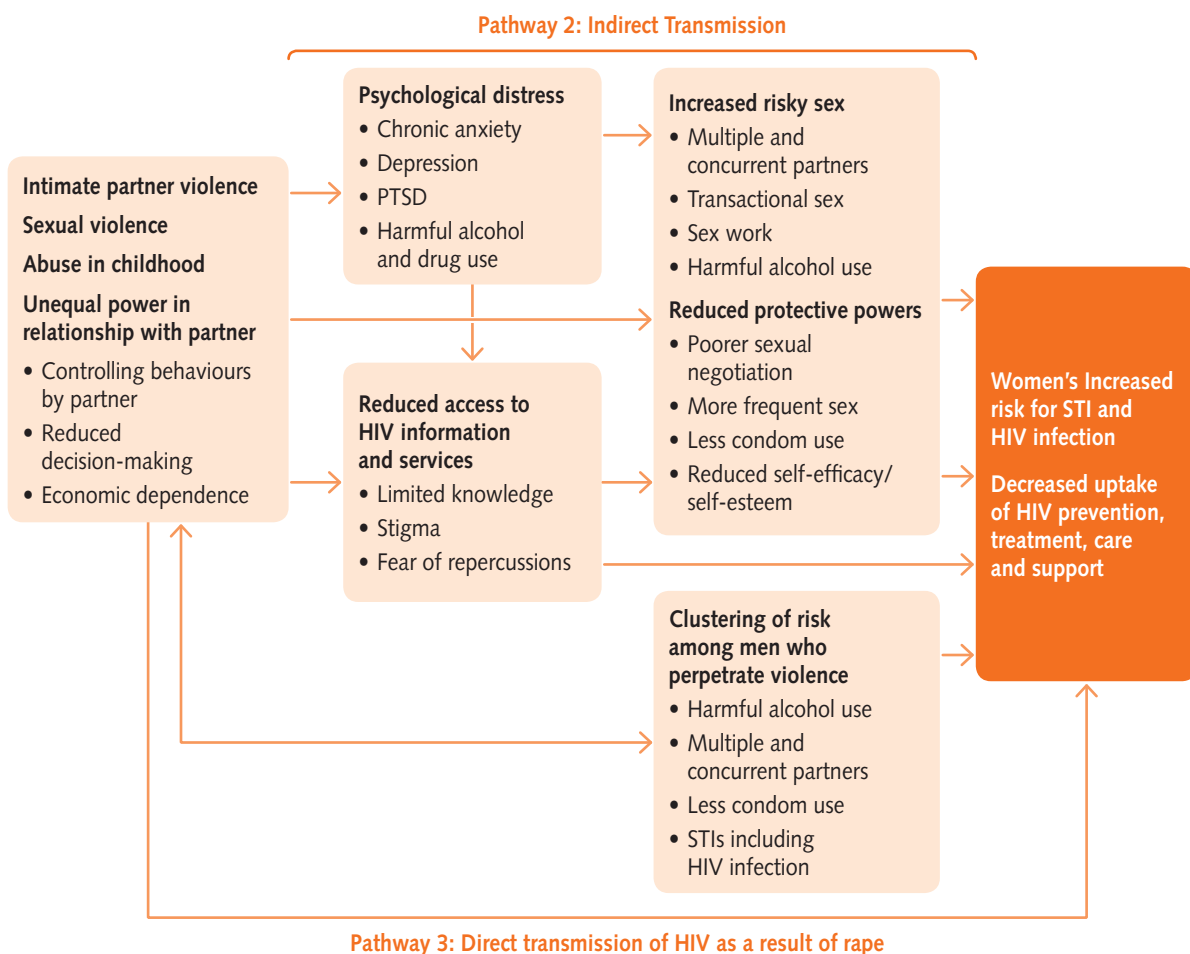 Pathway 2: Indirect Transmission
Intimate partner violence
Sexual violence
Abuse in childhood
Unequal power in
relationship with partner
• Controlling behaviours
by partner
• Reduced
decision-making
• Economic dependence
Psychological distress
• Chronic anxiety
• Depression
• PTSD
• Harmful alcohol
and drug use
Reduced access to
HIV information
and services
• Limited knowledge
• Stigma
• Fear of repercussions
Increased risky sex
• Multiple and
concurrent partners
• Transactional sex
• Sex work
• Harmful alcohol use
Reduced protective powers
• Poorer sexual
negotiation
• More frequent sex
• Less condom use
• Reduced self-efficacy/
self-esteem
Clustering of risk
among men who
perpetrate violence
• Harmful alcohol use
• Multiple and
concurrent partners
• Less condom use
• STIs including
HIV infection
Women's Increased
risk for STI and
HIV infection
Decreased uptake
of HIV prevention,
treatment, care
and support
Pathway 3: Direct transmission of HIV as a result of rape